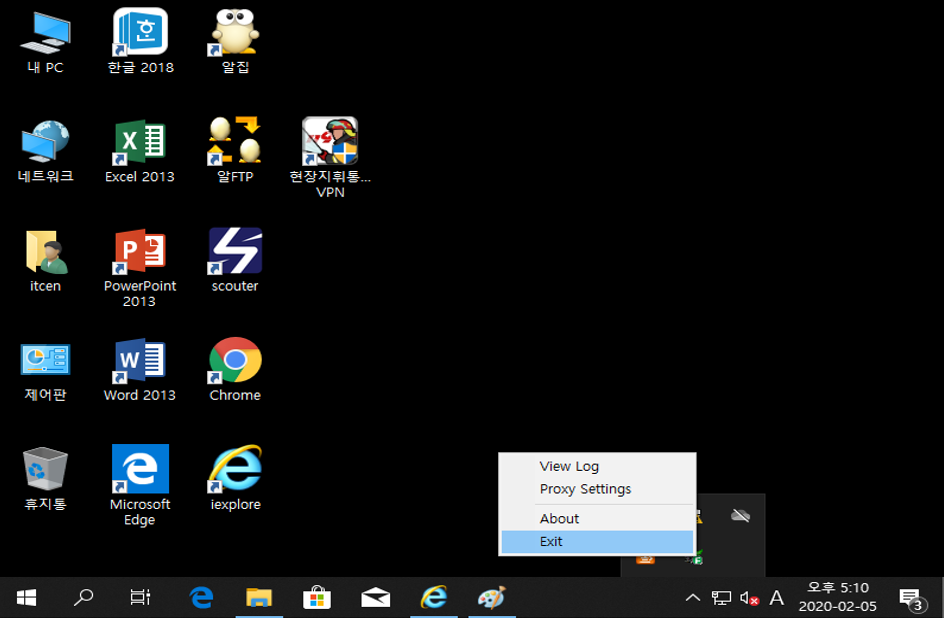 내 PC
한글 2018
알집
네트워크
Excel 2013
알FTP
현장지휘통...
VPN
itcen
PowerPoint
2013
scouter
제어판
Word 2013
Chrome
휴지통
Microsoft
Edge
iexplore
View Log
Proxy Settings
About
Exit
A
오후 5:10
2020-02-05
3